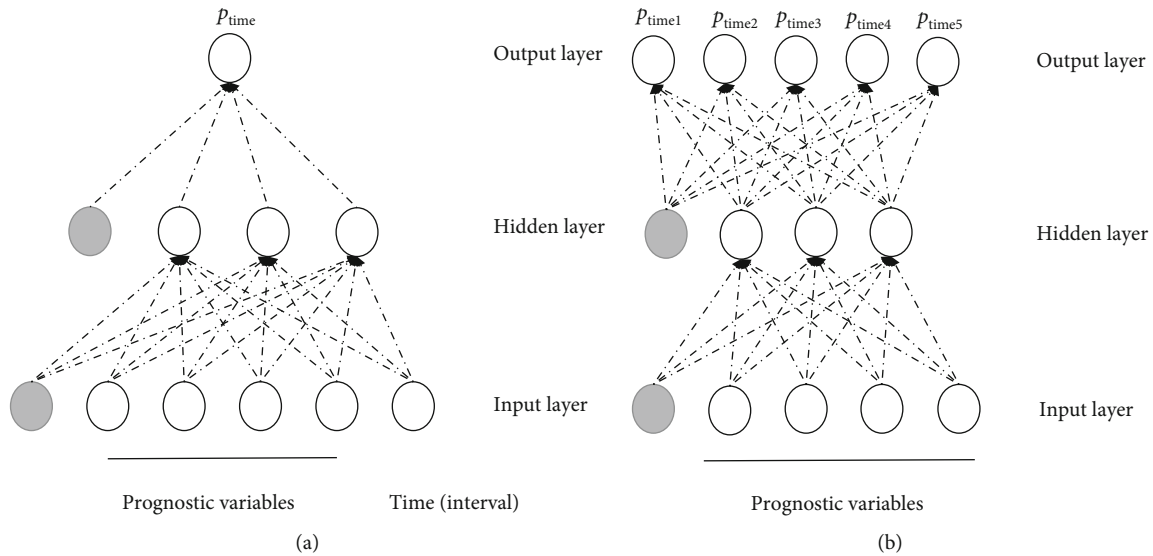 p_time
Output layer
Hidden layer
Input layer
Prognostic variables
Time (interval)
(a)
p_time1
p_time2
p_time3
p_time4
p_time5
Output layer
Hidden layer
Input layer
Prognostic variables
(b)